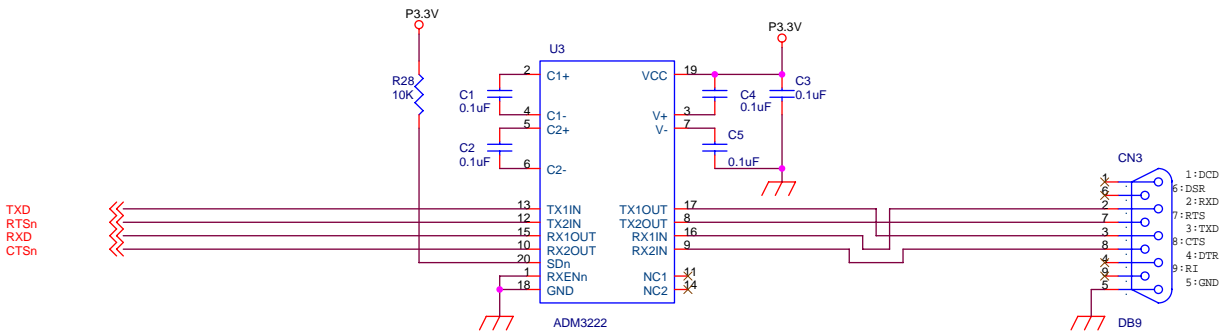 P3.3V
P3.3V
U3
R28
10K
C1
0.1uF
C2
0.1uF
2 C1+
4 C1-
5 C2+
6 C2-
VCC 19
V+ 3
V- 7
C4
0.1uF
C3
0.1uF
C5
0.1uF
TXD
RTSn
RXD
CTSn
13 TX1IN
12 TX2IN
15 RX1OUT
10 RX2OUT
20 SDn
1 RXENn
18 GND
TX1OUT 17
TX2OUT 8
RX1IN 16
RX2IN 9
NC1 11
NC2 14
ADM3222
CN3
1
6
2
7
3
8
4
9
5
1:DCD
6:DSR
2:RXD
7:RTS
3:TXD
8:CTS
4:DTR
9:RI
5:GND
DB9